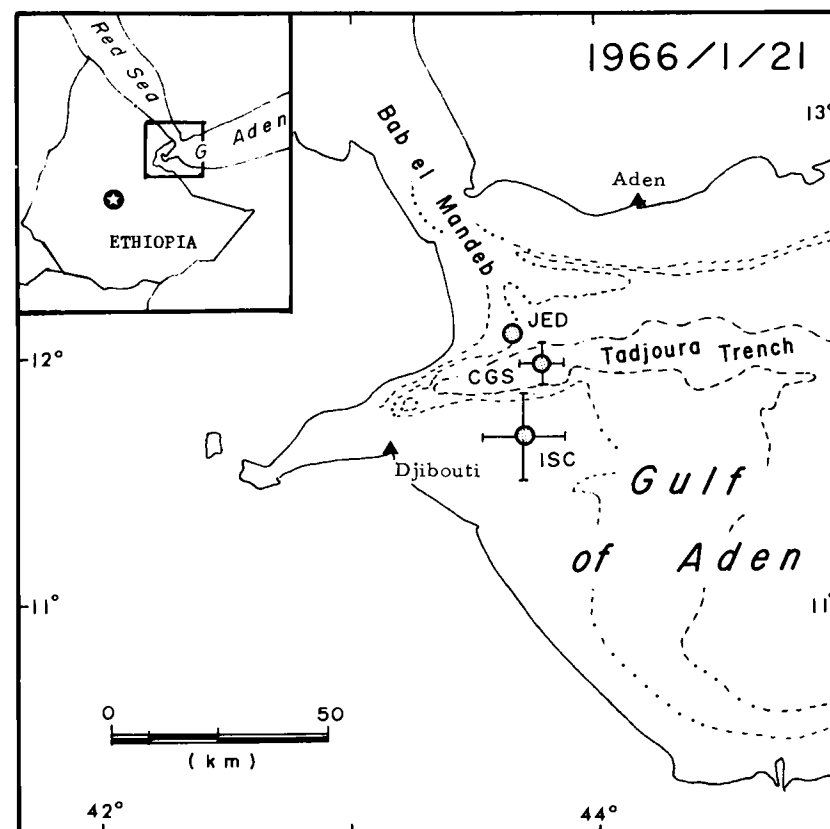 Red Sea
G Aden
ETHIOPIA
1966/1/21
13°
Bab el Mandeb
Aden
JED
12°
Tadjoura Trench
CGS
ISC
Djibouti
Gulf
of Aden
11°
11°
0 50
(km)
42°
44°